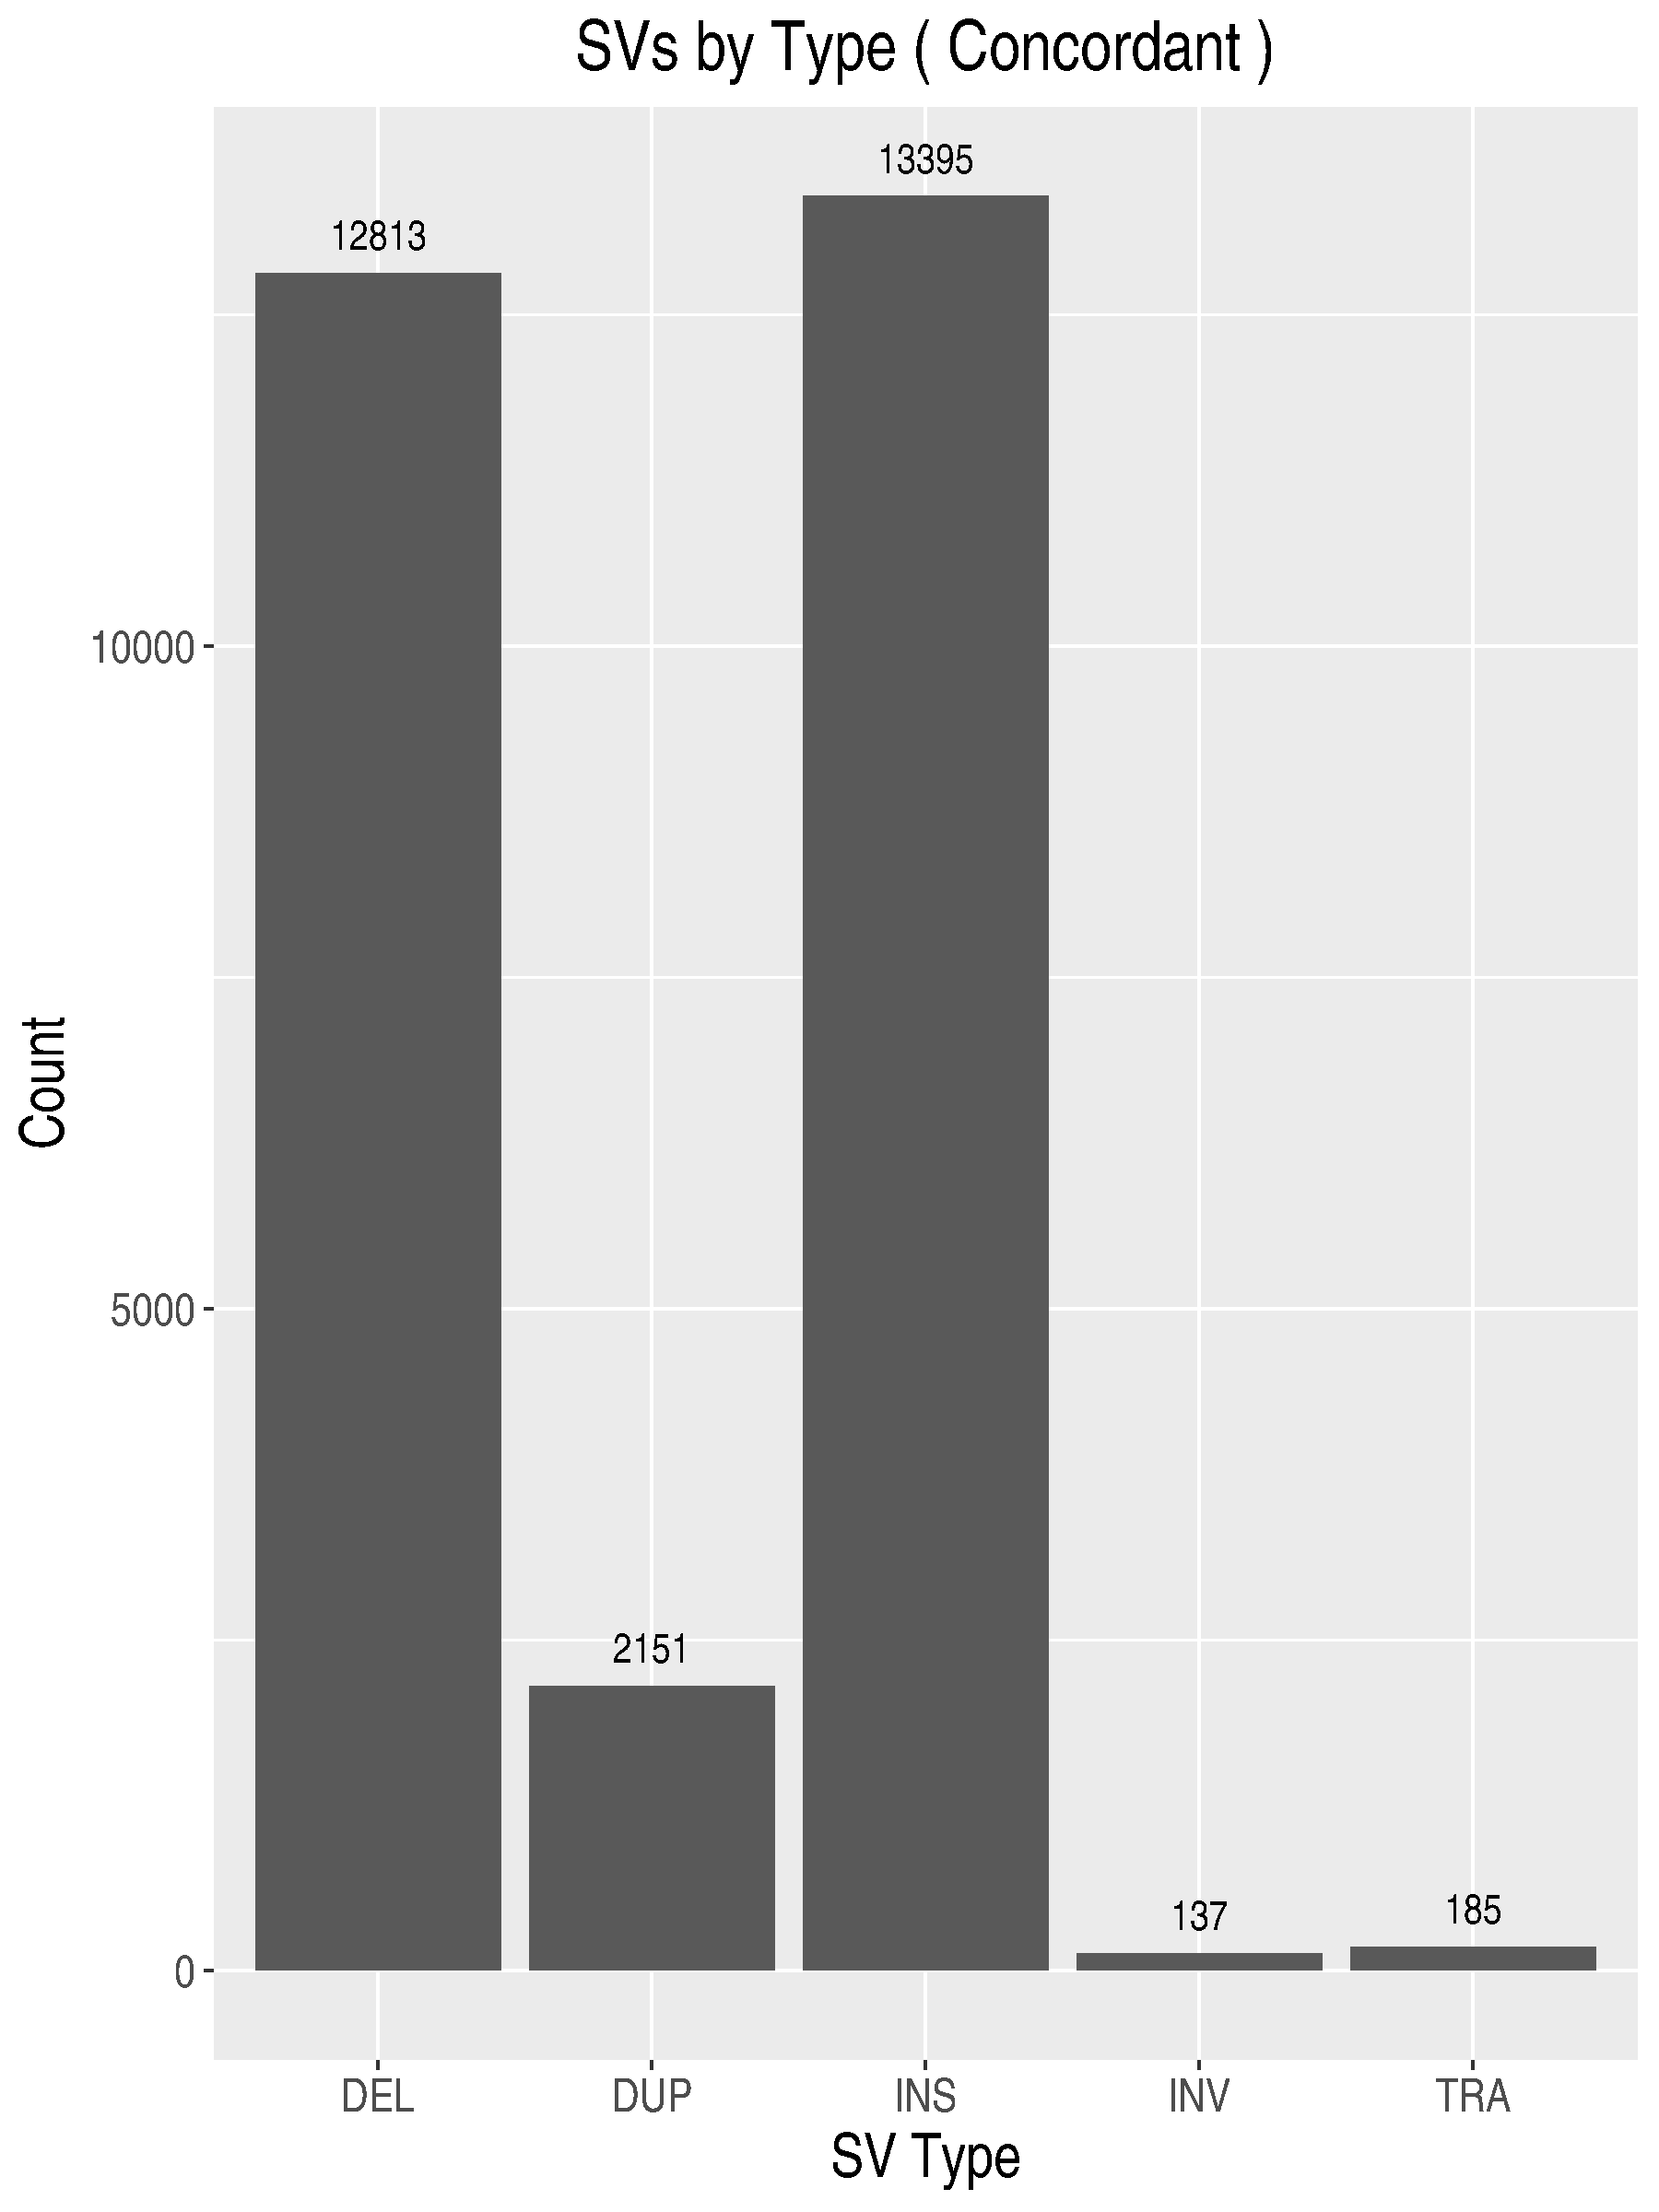 SVs by Type ( Concordant )
13395
12813
10000
Count
5000
2151
137
185
0
DEL DUP INS INV TRA
SV Type